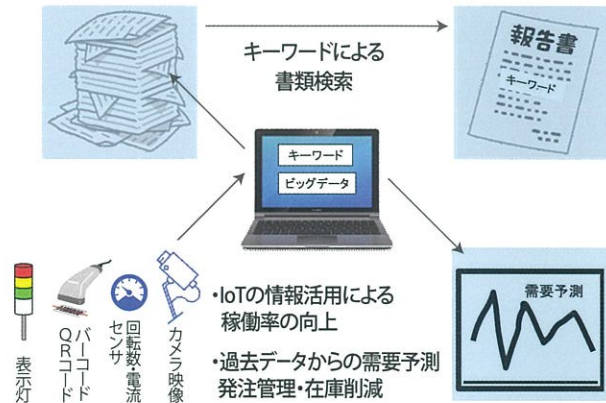 キーワードによる
書類検索
報告書
キーワード
キーワード
ビッグデータ
表示灯
バーコード
QRコード
回転数・電流
センサ
カメラ映像
・IoTの情報活用による
稼働率の向上
・過去データからの需要予測
発注管理・在庫削減
需要予測